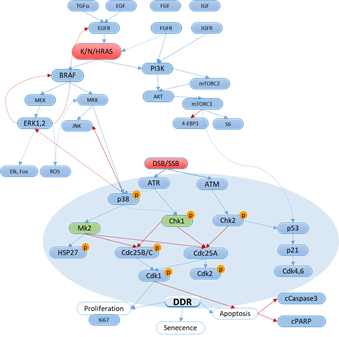 TGFα EGF FGF IGF
EGFR FGFR IGFR
K/N/HRAS
BRAF PI3K
mTORC2
MEK MKK AKT
mTORC1
ERK1,2 JNK 4-EBP1 S6
DSB/SSB
Elk, Fox ROS
ATR ATM
p38 p
Mk2 Chk1 p Chk2 p p53
HSP27 p Cdc25B/C p Cdc25A p21
Cdk1 p Cdk2 p Cdk4,6
DDR
Proliferation
Ki67
Senecence
Apoptosis
cCaspase3
cPARP